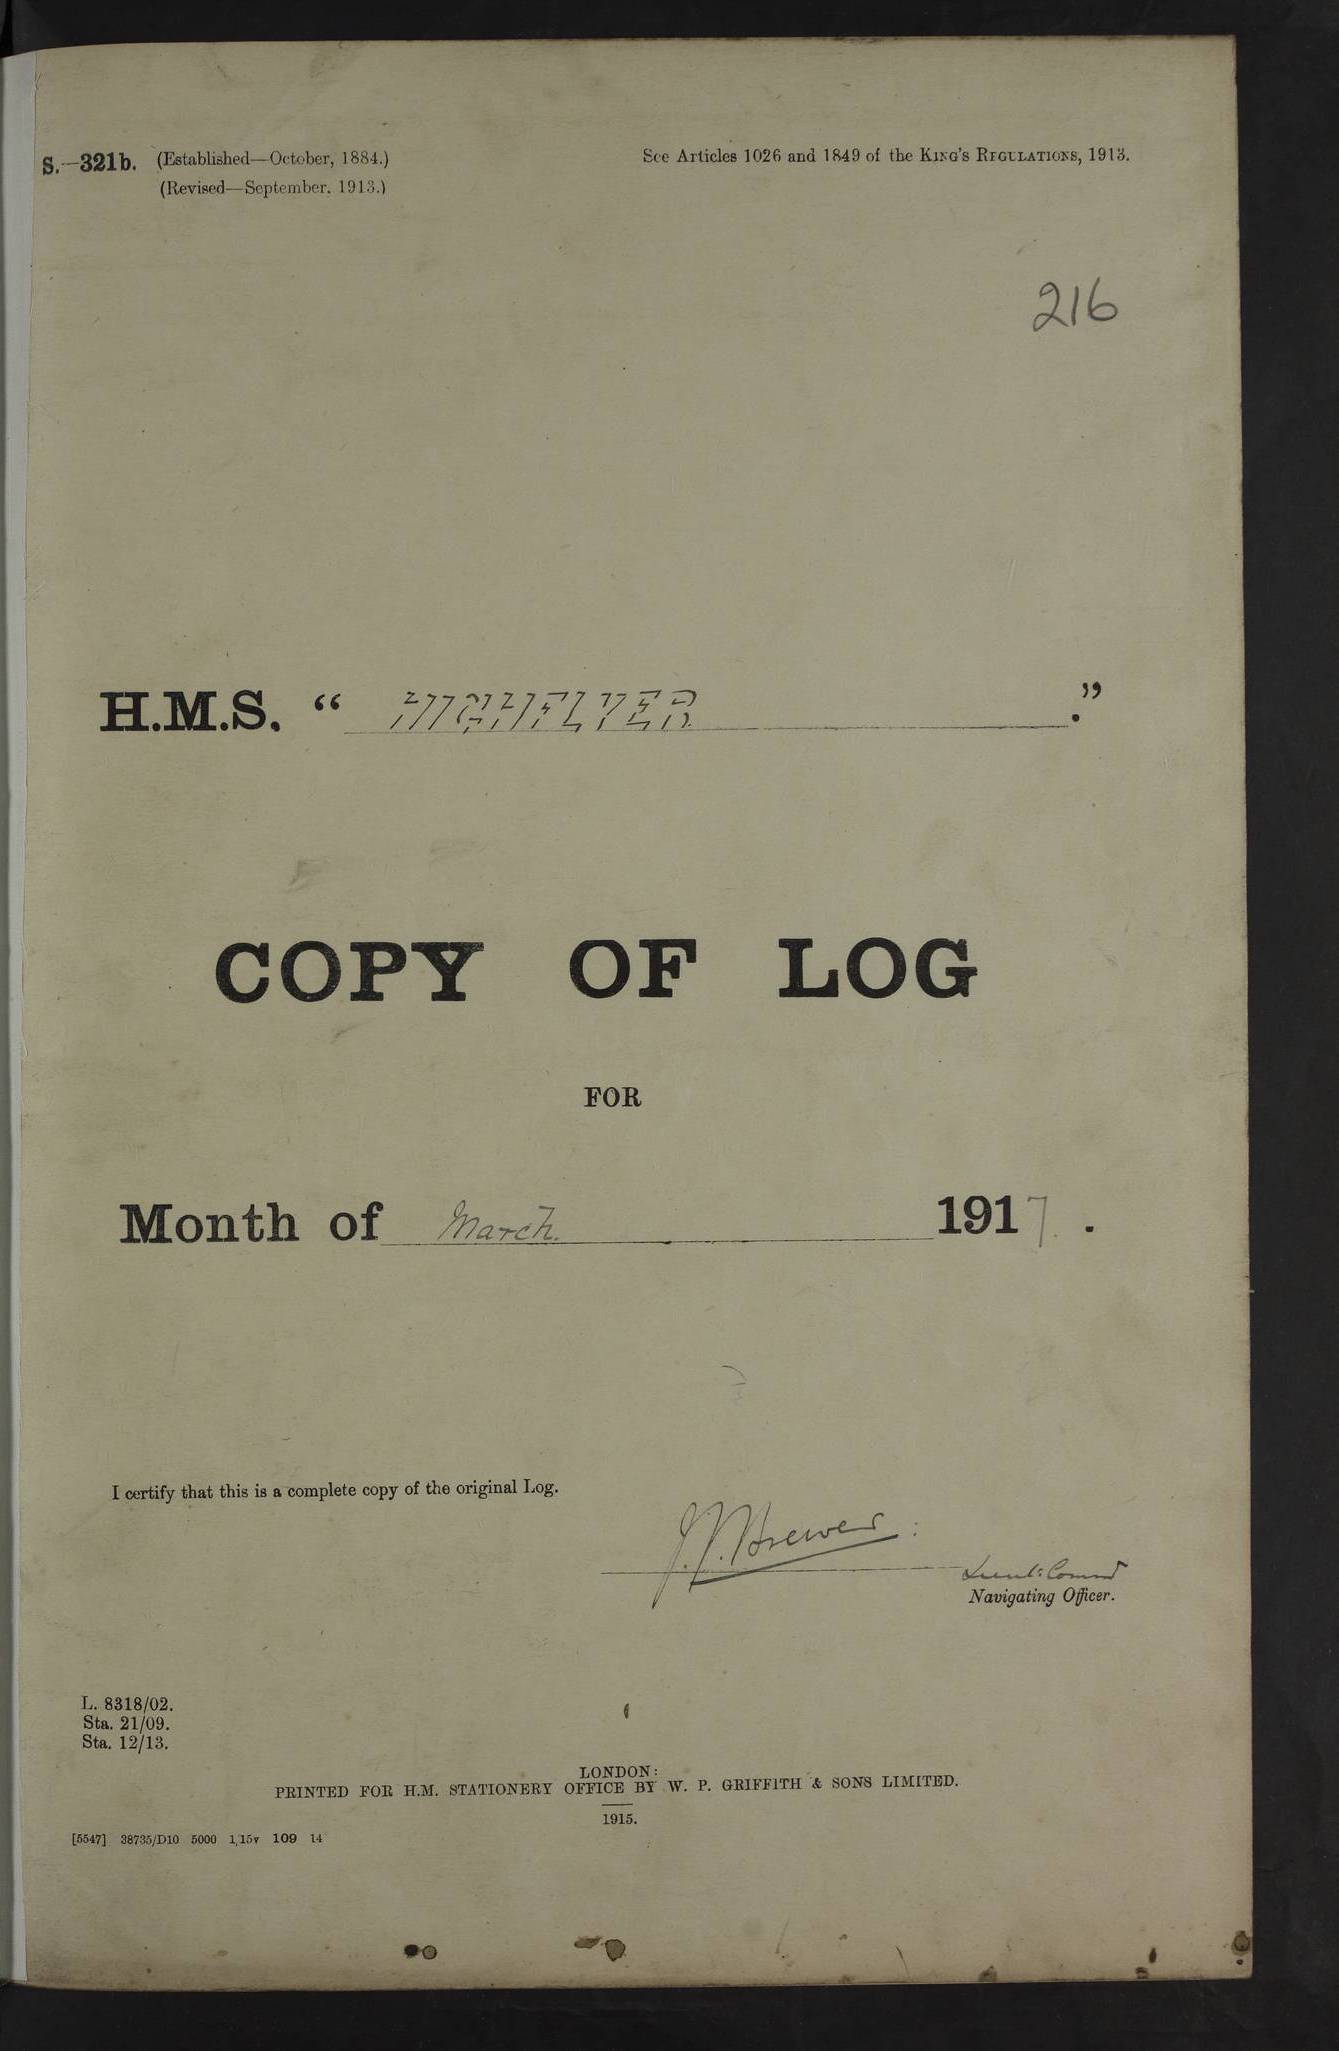 S.—321b. (Established—October, 1884.)
(Revised—September, 1913.)
See Articles 1026 and 1849 of the KING'S REGULATIONS, 1913.
216
H.M.S. “ HIGHFLYER .”
COPY OF LOG
FOR
Month of March. 1917.
I certify that this is a complete copy of the original Log.
Brewer
Navigating Officer.
L. 8318/02.
Sta. 21/09.
Sta. 12/13.
LONDON:
PRINTED FOR H.M. STATIONERY OFFICE BY W. P. GRIFFITH & SONS LIMITED.
1915.
[5547] 38735/D10 5000 1/15v 109 14